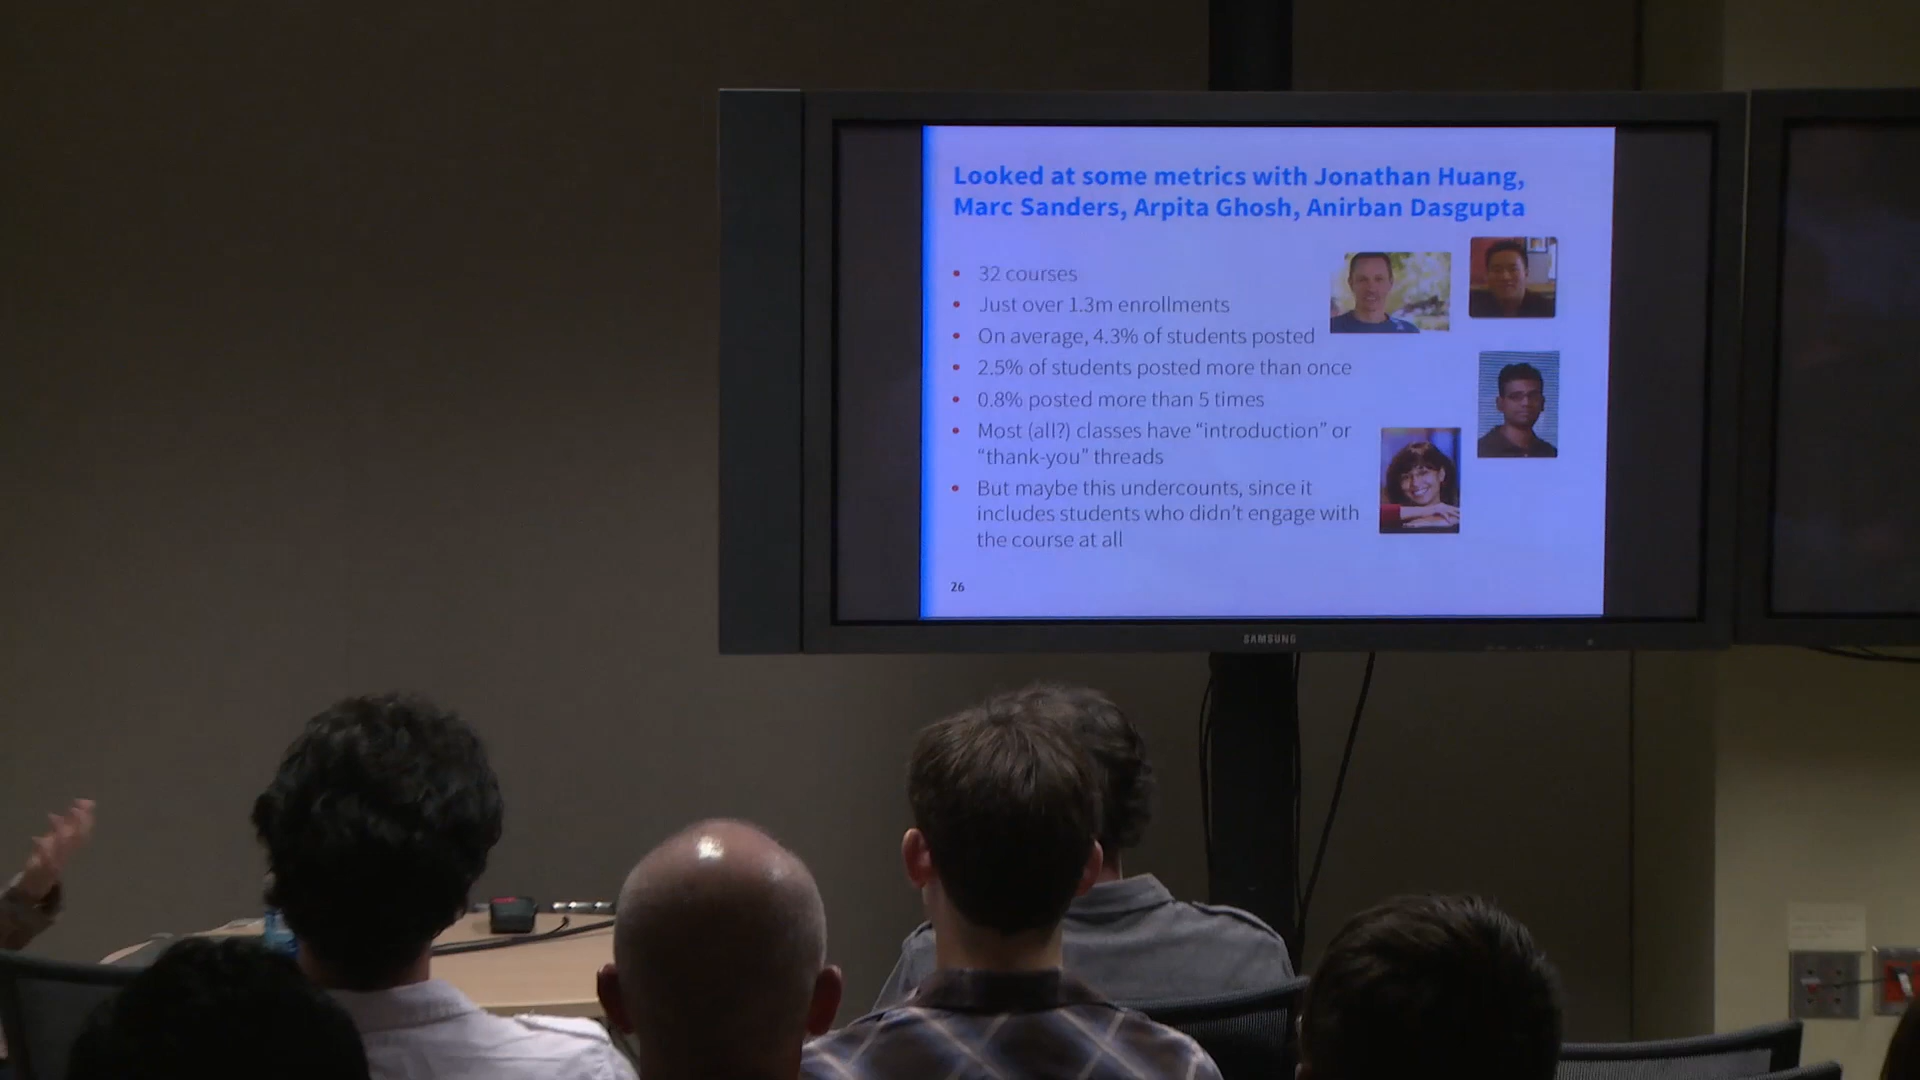 Looked at some metrics with Jonathan Huang,
Marc Sanders, Arpita Ghosh, Anirban Dasgupta
• 32 courses
• Just over 1.3m enrollments
• On average, 4.3% of students posted
• 2.5% of students posted more than once
• 0.8% posted more than 5 times
• Most (all?) classes have “introduction” or
“thank-you” threads
• But maybe this undercounts, since it
includes students who didn’t engage with
the course at all
26
SAMSUNG